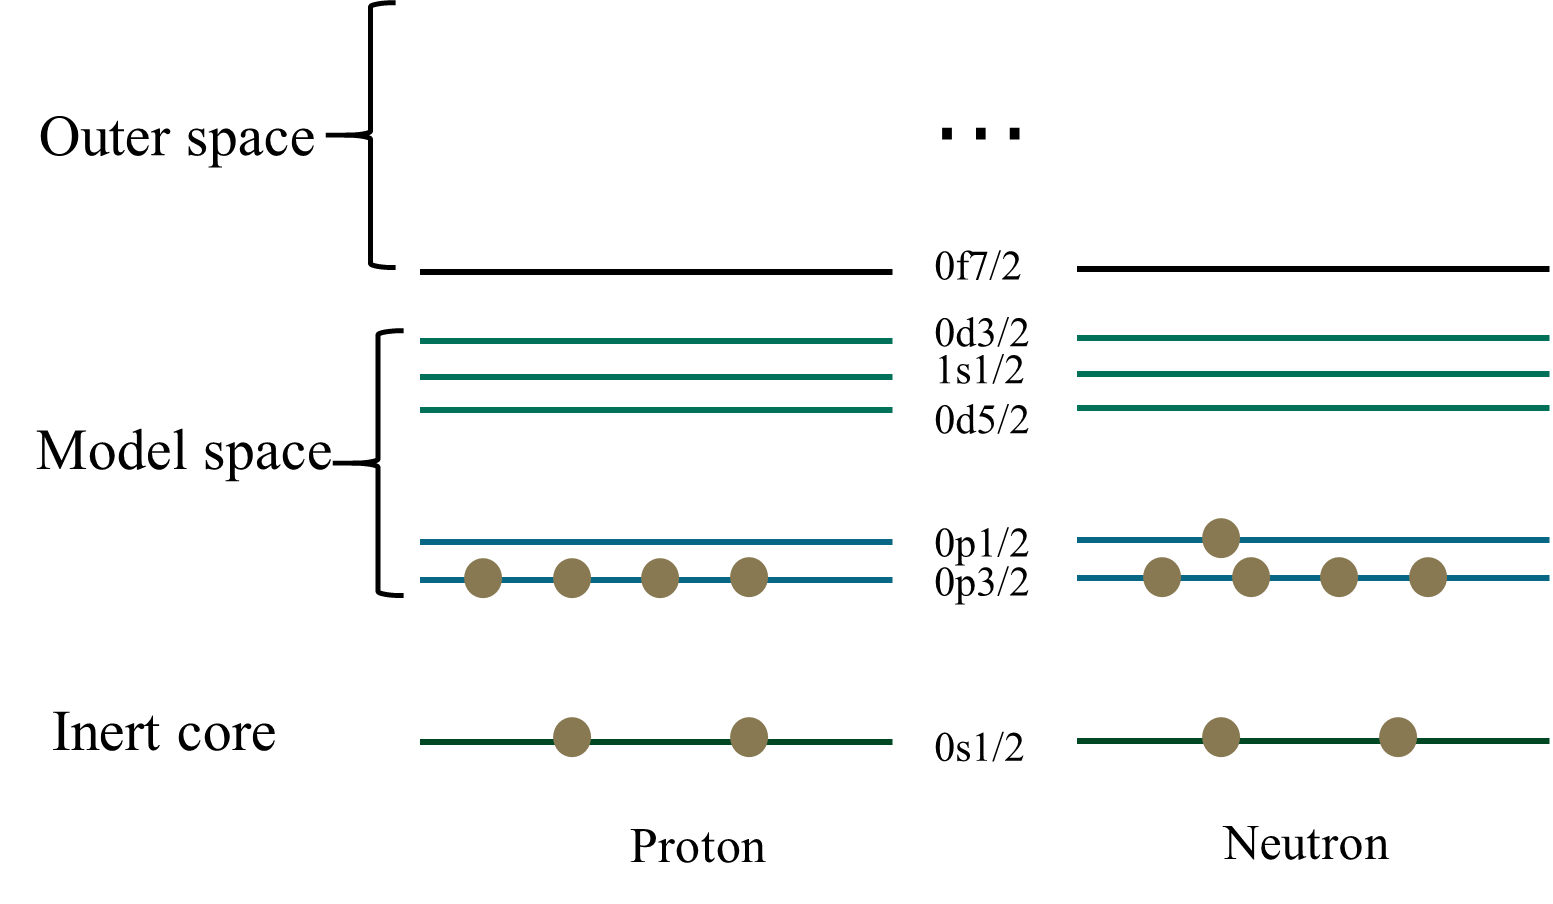 Outer space
...
0f7/2
0d3/2
1s1/2
0d5/2
Model space
0p1/2
0p3/2
Inert core
0s1/2
Proton
Neutron